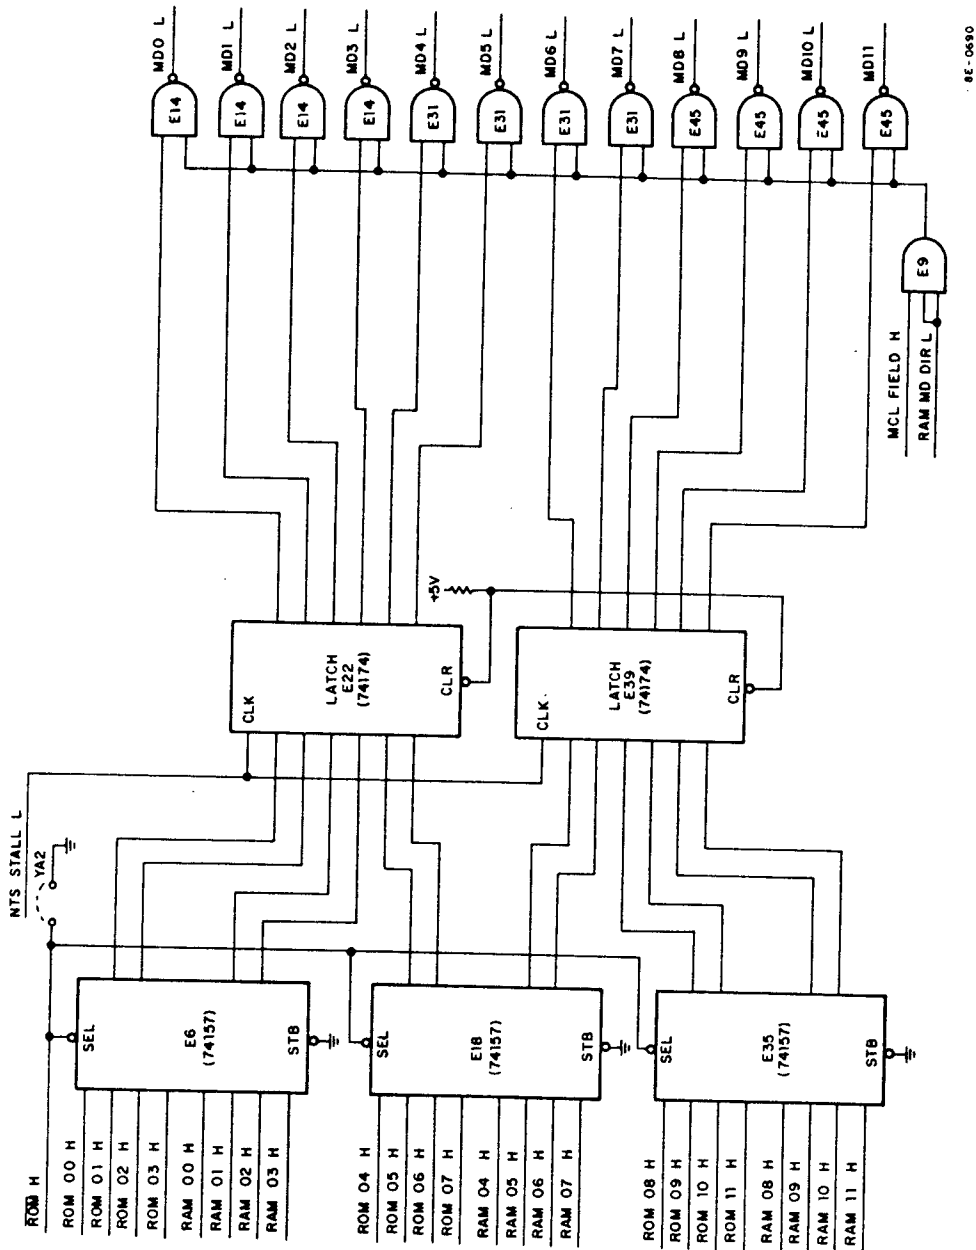 NTS STALL L
YA2
ROM H
ROM 00 H
ROM 01 H
ROM 02 H
ROM 03 H
RAM 00 H
RAM 01 H
RAM 02 H
RAM 03 H
SEL
E6
(74157)
STB
ROM 04 H
ROM 05 H
ROM 06 H
ROM 07 H
RAM 04 H
RAM 05 H
RAM 06 H
RAM 07 H
SEL
E18
(74157)
STB
ROM 08 H
ROM 09 H
ROM 10 H
ROM 11 H
RAM 08 H
RAM 09 H
RAM 10 H
RAM 11 H
SEL
E35
(74157)
STB
CLK
LATCH
E22
(74174)
CLR
+5V
CLK
LATCH
E39
(74174)
CLR
E14
MD0 L
E14
MD1 L
E14
MD2 L
E14
MD3 L
E31
MD4 L
E31
MD5 L
E31
MD6 L
E31
MD7 L
E45
MD8 L
E45
MD9 L
E45
MD10 L
E45
MD11 L
MCL FIELD H
RAM MD DIR L
E9
8E-0690